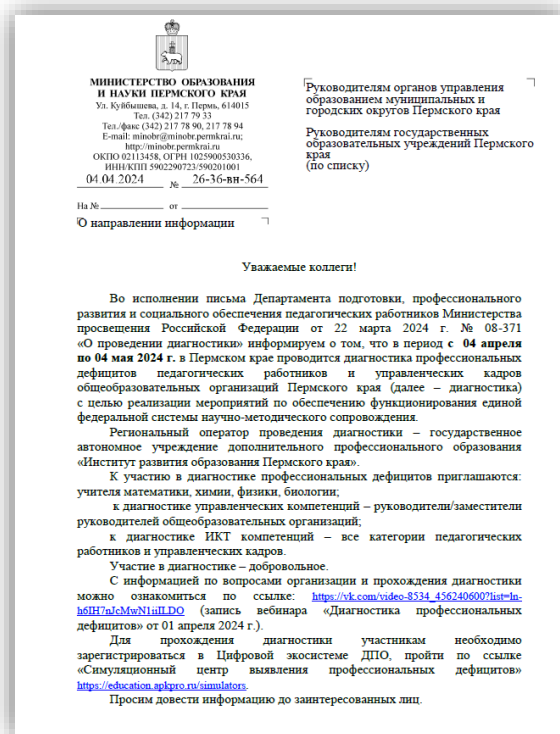 МИНИСТЕРСТВО ОБРАЗОВАНИЯ
И НАУКИ ПЕРМСКОГО КРАЯ
Ул. Куйбышева, д. 14, г. Пермь, 614015
Тел. (342) 217 79 33
Тел./факс (342) 217 78 90, 217 78 94
E-mail: minobr@minobr.permkrai.ru;
http://minobr.permkrai.ru
ОКПО 02113458, ОГРН 1025900530336,
ИНН/КПП 5902290723/590201001
04.04.2024 № 26-36-вн-564
На № от
О направлении информации
Руководителям органов управления
образованием муниципальных и
городских округов Пермского края
Руководителям государственных
образовательных учреждений Пермского
края
(по списку)
Уважаемые коллеги!
Во исполнении письма Департамента подготовки, профессионального
развития и социального обеспечения педагогических работников Министерства
просвещения Российской Федерации от 22 марта 2024 г. № 08-371
«О проведении диагностики» информируем о том, что в период с 04 апреля
по 04 мая 2024 г. в Пермском крае проводится диагностика профессиональных
дефицитов педагогических работников и управленческих кадров
общеобразовательных организаций Пермского края (далее – диагностика)
с целью реализации мероприятий по обеспечению функционирования единой
федеральной системы научно-методического сопровождения.
Региональный оператор проведения диагностики – государственное
автономное учреждение дополнительного профессионального образования
«Институт развития образования Пермского края».
К участию в диагностике профессиональных дефицитов приглашаются:
учителя математики, химии, физики, биологии;
к диагностике управленческих компетенций – руководители/заместители
руководителей общеобразовательных организаций;
к диагностике ИКТ компетенций – все категории педагогических
работников и управленческих кадров.
Участие в диагностике – добровольное.
С информацией по вопросами организации и прохождения диагностики
можно ознакомиться по ссылке: https://vk.com/video-8534_456240600?list=ln-
h6IH7nJcMwN1iiILDO (запись вебинара «Диагностика профессиональных
дефицитов» от 01 апреля 2024 г.).
Для прохождения диагностики участникам необходимо
зарегистрироваться в Цифровой экосистеме ДПО, пройти по ссылке
«Симуляционный центр выявления профессиональных дефицитов»
https://education.apkpro.ru/simulators.
Просим довести информацию до заинтересованных лиц.